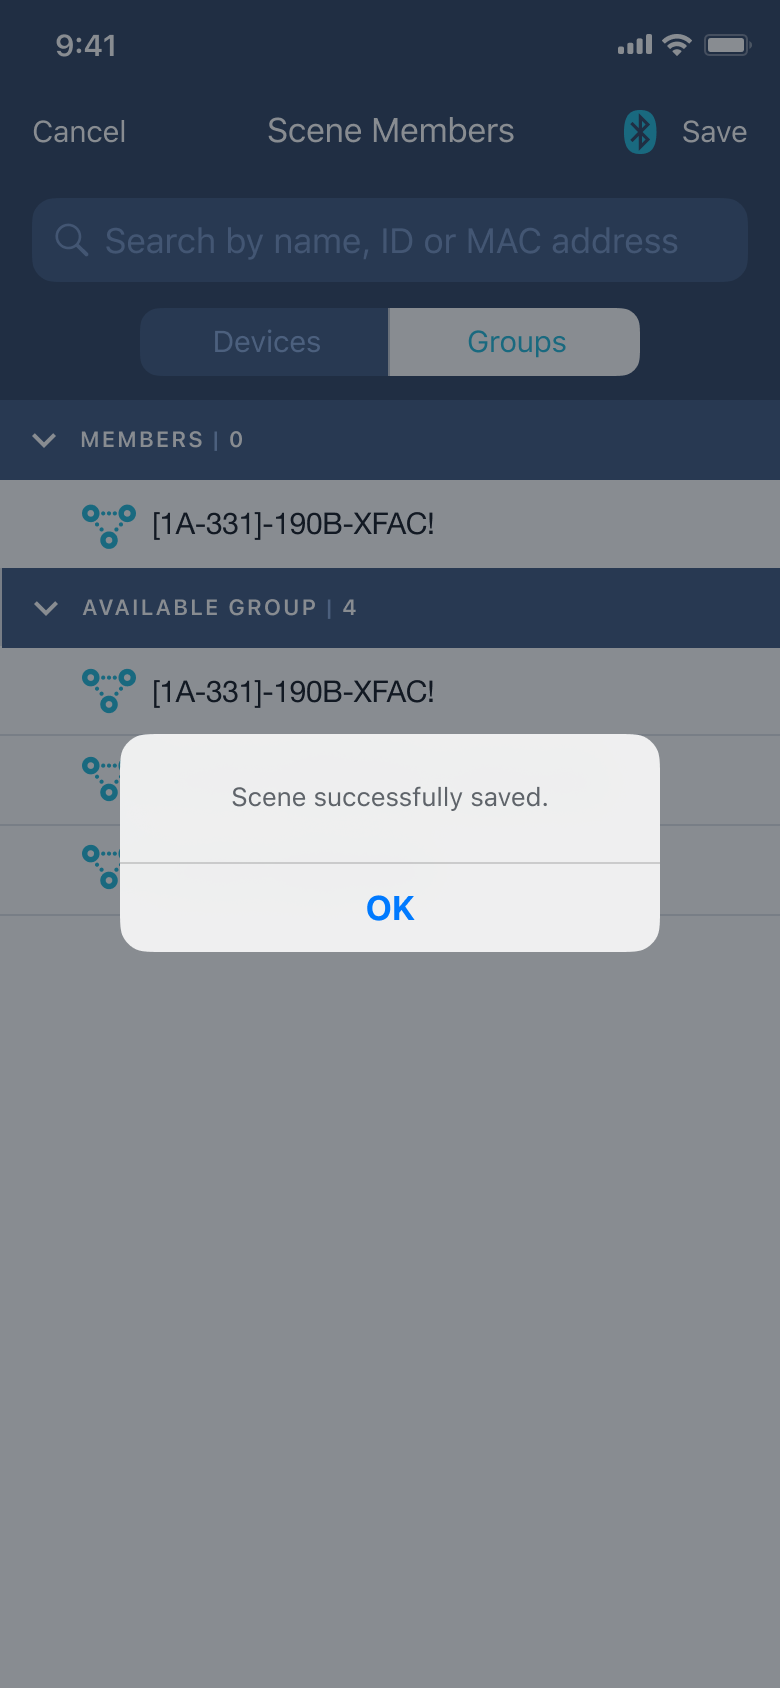 9:41
Cancel Scene Members Save
Search by name, ID or MAC address
Devices Groups
MEMBERS | 0
[1A-331]-190B-XFAC!
AVAILABLE GROUP | 4
[1A-331]-190B-XFAC!
Scene successfully saved.
OK